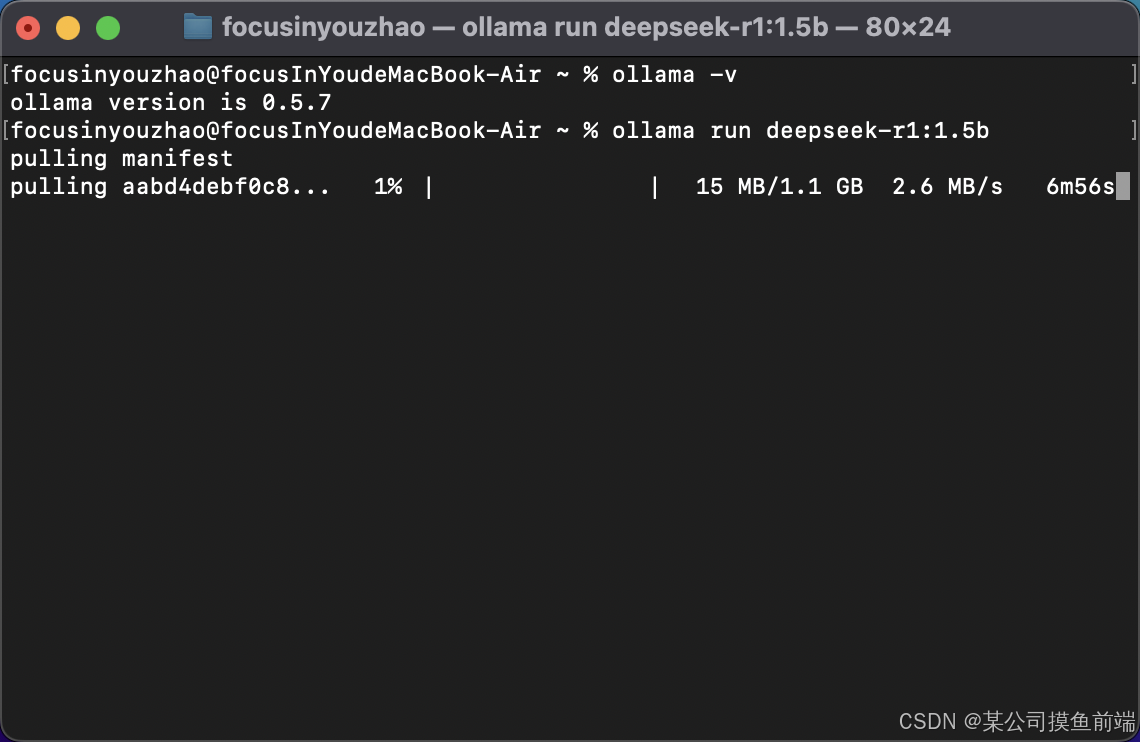 focusinyouzhao — ollama run deepseek-r1:1.5b — 80×24
[focusinyouzhao@focusInYoudeMacBook-Air ~ % ollama -v ]
ollama version is 0.5.7
[focusinyouzhao@focusInYoudeMacBook-Air ~ % ollama run deepseek-r1:1.5b ]
pulling manifest
pulling aabd4debf0c8... 1% | | 15 MB/1.1 GB 2.6 MB/s 6m56s
CSDN @某公司摸鱼前端